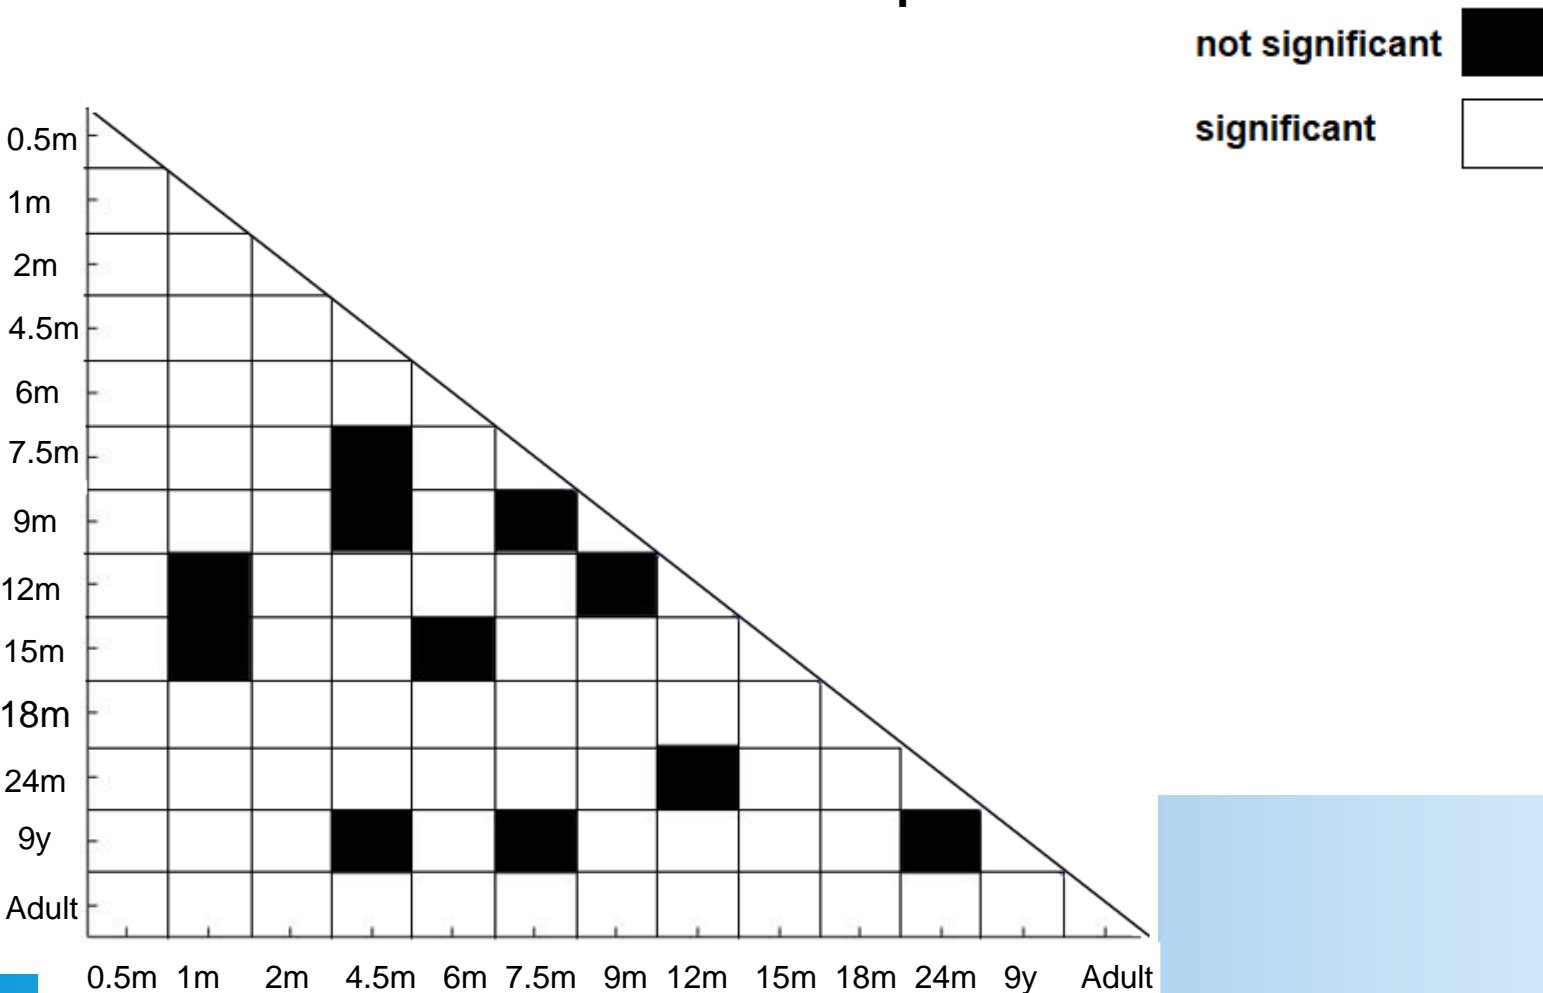 not significant
significant
0.5m
1m
2m
4.5m
6m
7.5m
9m
12m
15m
18m
24m
9y
Adult
0.5m 1m 2m 4.5m 6m 7.5m 9m 12m 15m 18m 24m 9y Adult